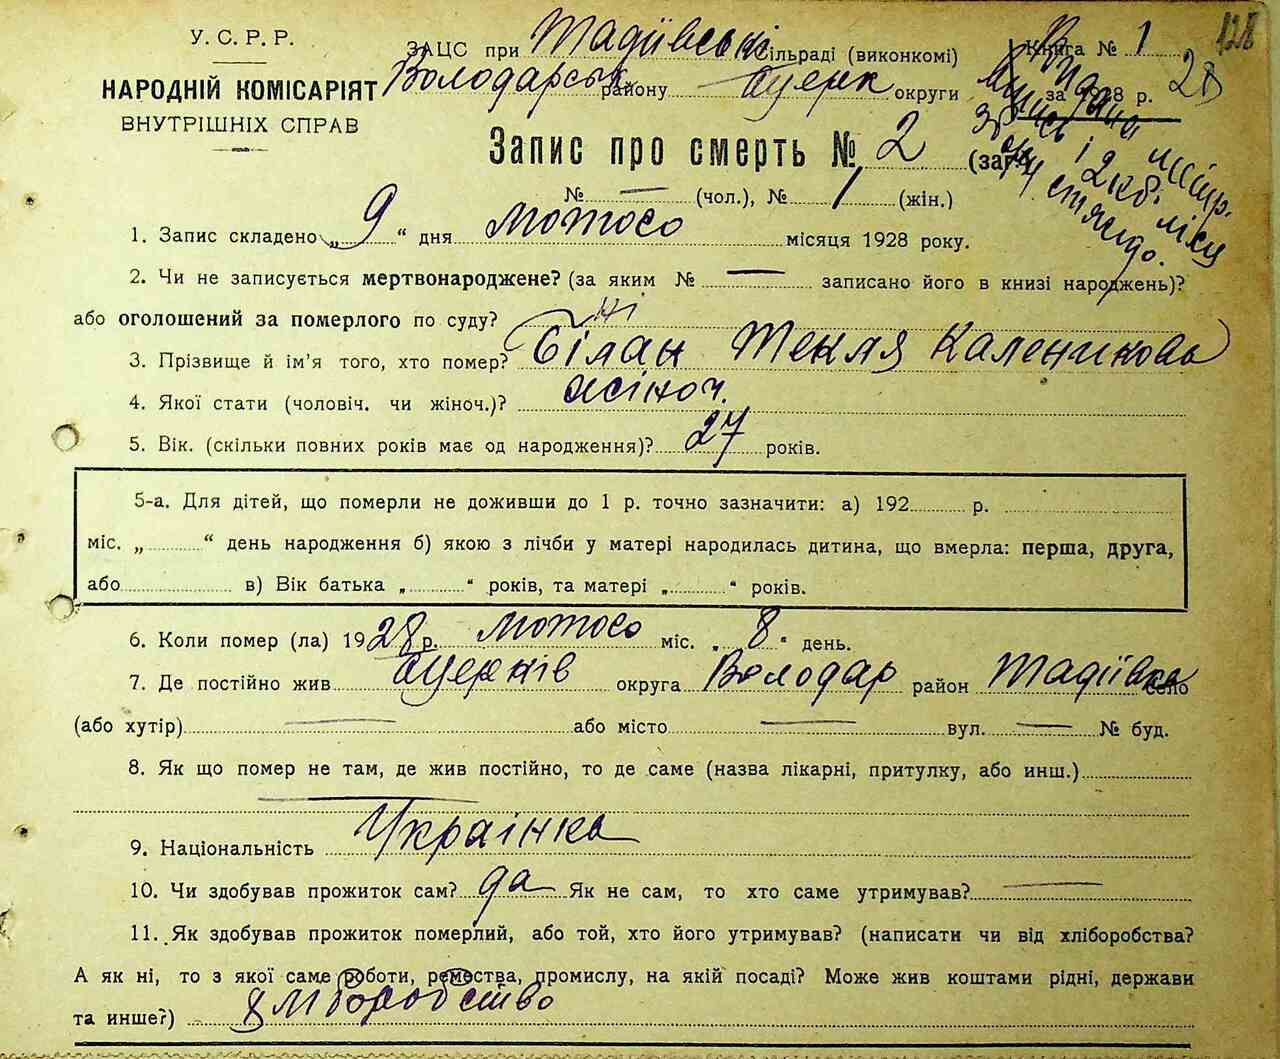 128
У. С. Р. Р.
НАРОДНІЙ КОМІСАРІЯТ
ВНУТРІШНІХ СПРАВ
ЗАЦС при Тадіївські сільраді (виконкомі)
Володарськ району Бцерк округи
Книга № 1
за 1928 р.
28
Видана
і 2 кб.
Запис про смерть № 2 (заг.)
№ — (чол.), № 1 (жін.)
1. Запис складено „ 9 “ дня лютого місяця 1928 року.
2. Чи не записується мертвонароджене? (за яким № — записано його в книзі народжень)?
або оголошений за померлого по суду? Ні
3. Прізвище й ім’я того, хто помер? Білан Текля Каленикова
4. Якої стати (чоловіч. чи жіноч.)? жіноч.
5. Вік. (скільки повних років має од народження)? 27 років.
5-а. Для дітей, що померли не доживши до 1 р. точно зазначити: а) 192 р.
міс. „ “ день народження б) якою з лічби у матері народилась дитина, що вмерла: перша, друга,
або в) Вік батька „ “ років, та матері „ “ років.
6. Коли помер (ла) 1928 р. лютого міс. „ 8 “ день.
7. Де постійно жив Бцерків округа Володар район Тадіївка село
(або хутір) — або місто — вул. — № буд.
8. Як що помер не там, де жив постійно, то де саме (назва лікарні, притулку, або инш.)
—
9. Національність Українка
10. Чи здобував прожиток сам? да Як не сам, то хто саме утримував? —
11. Як здобував прожиток померлий, або той, хто його утримував? (написати чи від хліборобства?
А як ні, то з якої саме роботи, ремества, промислу, на якій посаді? Може жив коштами рідні, держави
та инше?) Хліборобство